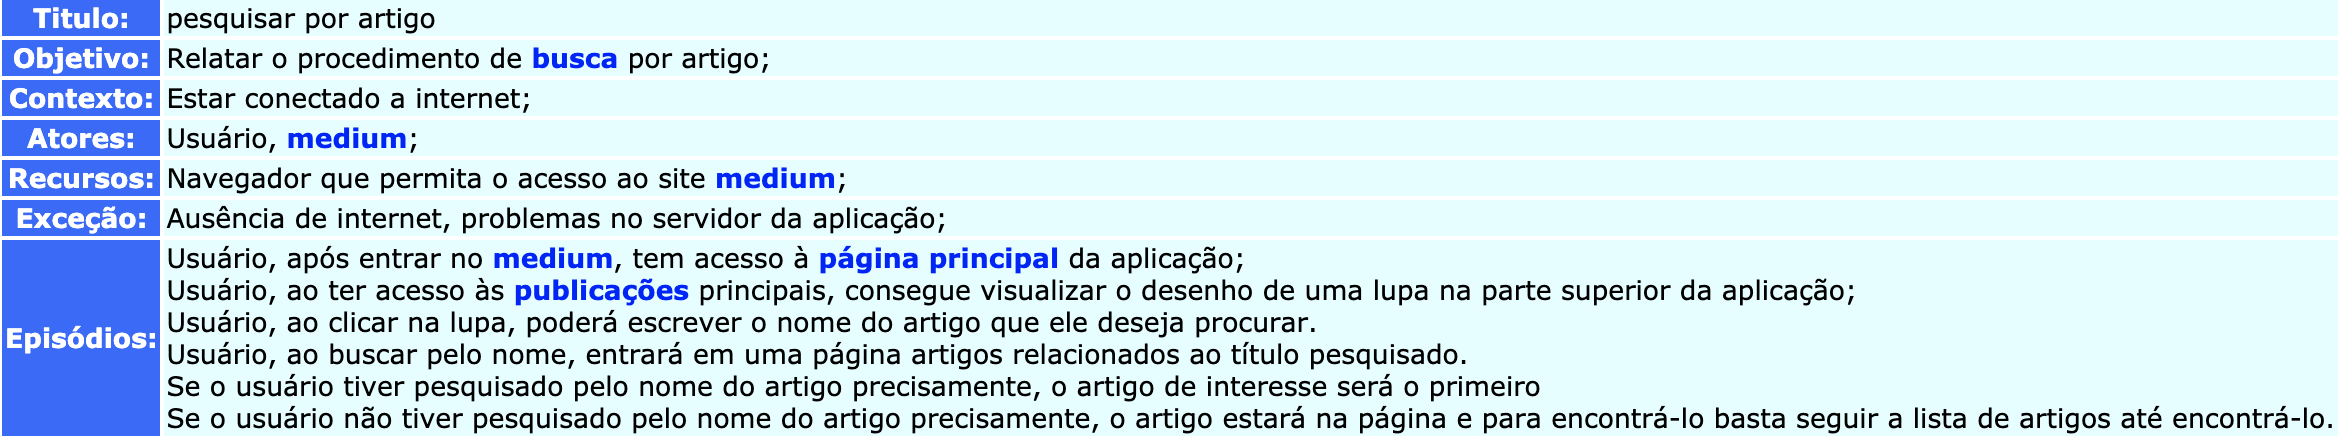 Titulo: pesquisar por artigo
Objetivo: Relatar o procedimento de busca por artigo;
Contexto: Estar conectado a internet;
Atores: Usuário, medium;
Recursos: Navegador que permita o acesso ao site medium;
Exceção: Ausência de internet, problemas no servidor da aplicação;
Episódios:
Usuário, após entrar no medium, tem acesso à página principal da aplicação;
Usuário, ao ter acesso às publicações principais, consegue visualizar o desenho de uma lupa na parte superior da aplicação;
Usuário, ao clicar na lupa, poderá escrever o nome do artigo que ele deseja procurar.
Usuário, ao buscar pelo nome, entrará em uma página artigos relacionados ao título pesquisado.
Se o usuário tiver pesquisado pelo nome do artigo precisamente, o artigo de interesse será o primeiro
Se o usuário não tiver pesquisado pelo nome do artigo precisamente, o artigo estará na página e para encontrá-lo basta seguir a lista de artigos até encontrá-lo.